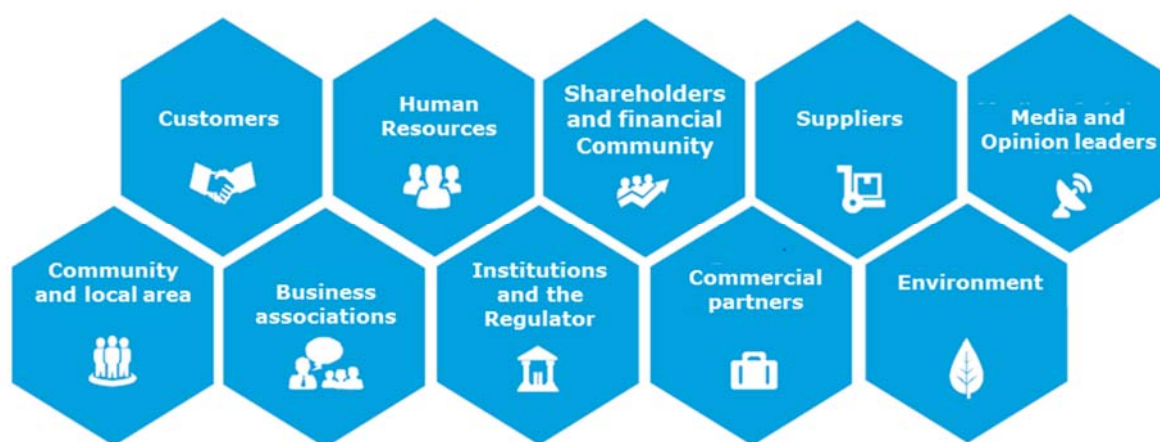 Customers
Human
Resources
Shareholders
and financial
Community
Suppliers
Media and
Opinion leaders
Community
and local area
Business
associations
Institutions
and the
Regulator
Commercial
partners
Environment